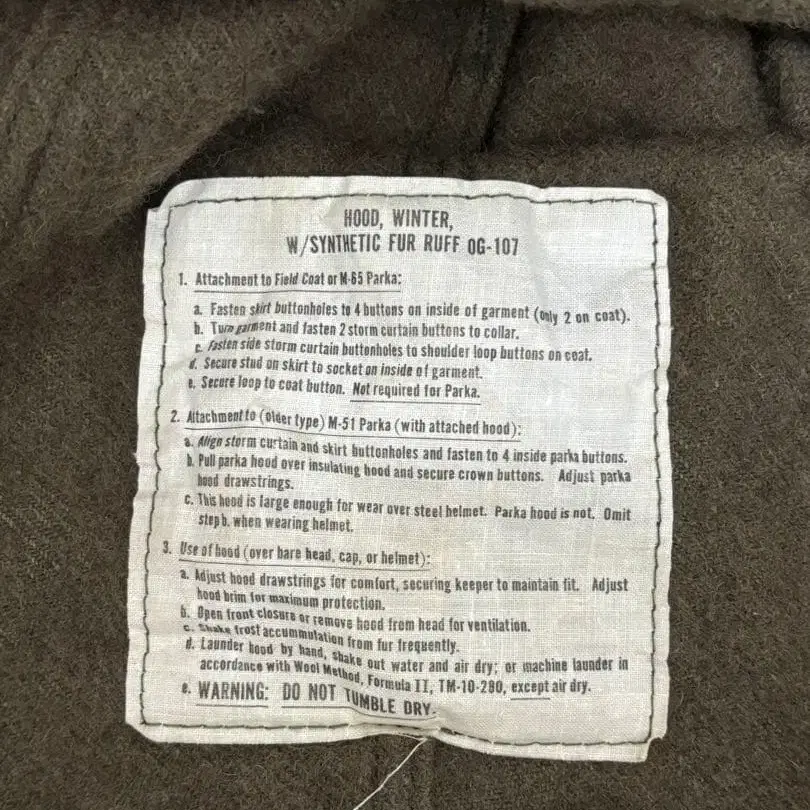 HOOD, WINTER,
W/SYNTHETIC FUR RUFF OG-107
1. Attachment to Field Coat or M-65 Parka:
a. Fasten skirt buttonholes to 4 buttons on inside of garment (only 2 on coat).
b. Turn garment and fasten 2 storm curtain buttons to collar.
c. Fasten side storm curtain buttonholes to shoulder loop buttons on coat.
d. Secure stud on skirt to socket on inside of garment.
e. Secure loop to coat button. Not required for Parka.
2. Attachment to (older type) M-51 Parka (with attached hood):
a. Align storm curtain and skirt buttonholes and fasten to 4 inside parka buttons.
b. Pull parka hood over insulating hood and secure crown buttons. Adjust parka
hood drawstrings.
c. This hood is large enough for wear over steel helmet. Parka hood is not. Omit
step b. when wearing helmet.
3. Use of hood (over bare head, cap, or helmet):
a. Adjust hood drawstrings for comfort, securing keeper to maintain fit. Adjust
hood brim for maximum protection.
b. Open front closure or remove hood from head for ventilation.
c. Shake frost accummulation from fur frequently.
d. Launder hood by hand, shake out water and air dry; or machine launder in
accordance with Wool Method, Formula II, TM-10-280, except air dry.
e. WARNING: DO NOT TUMBLE DRY.